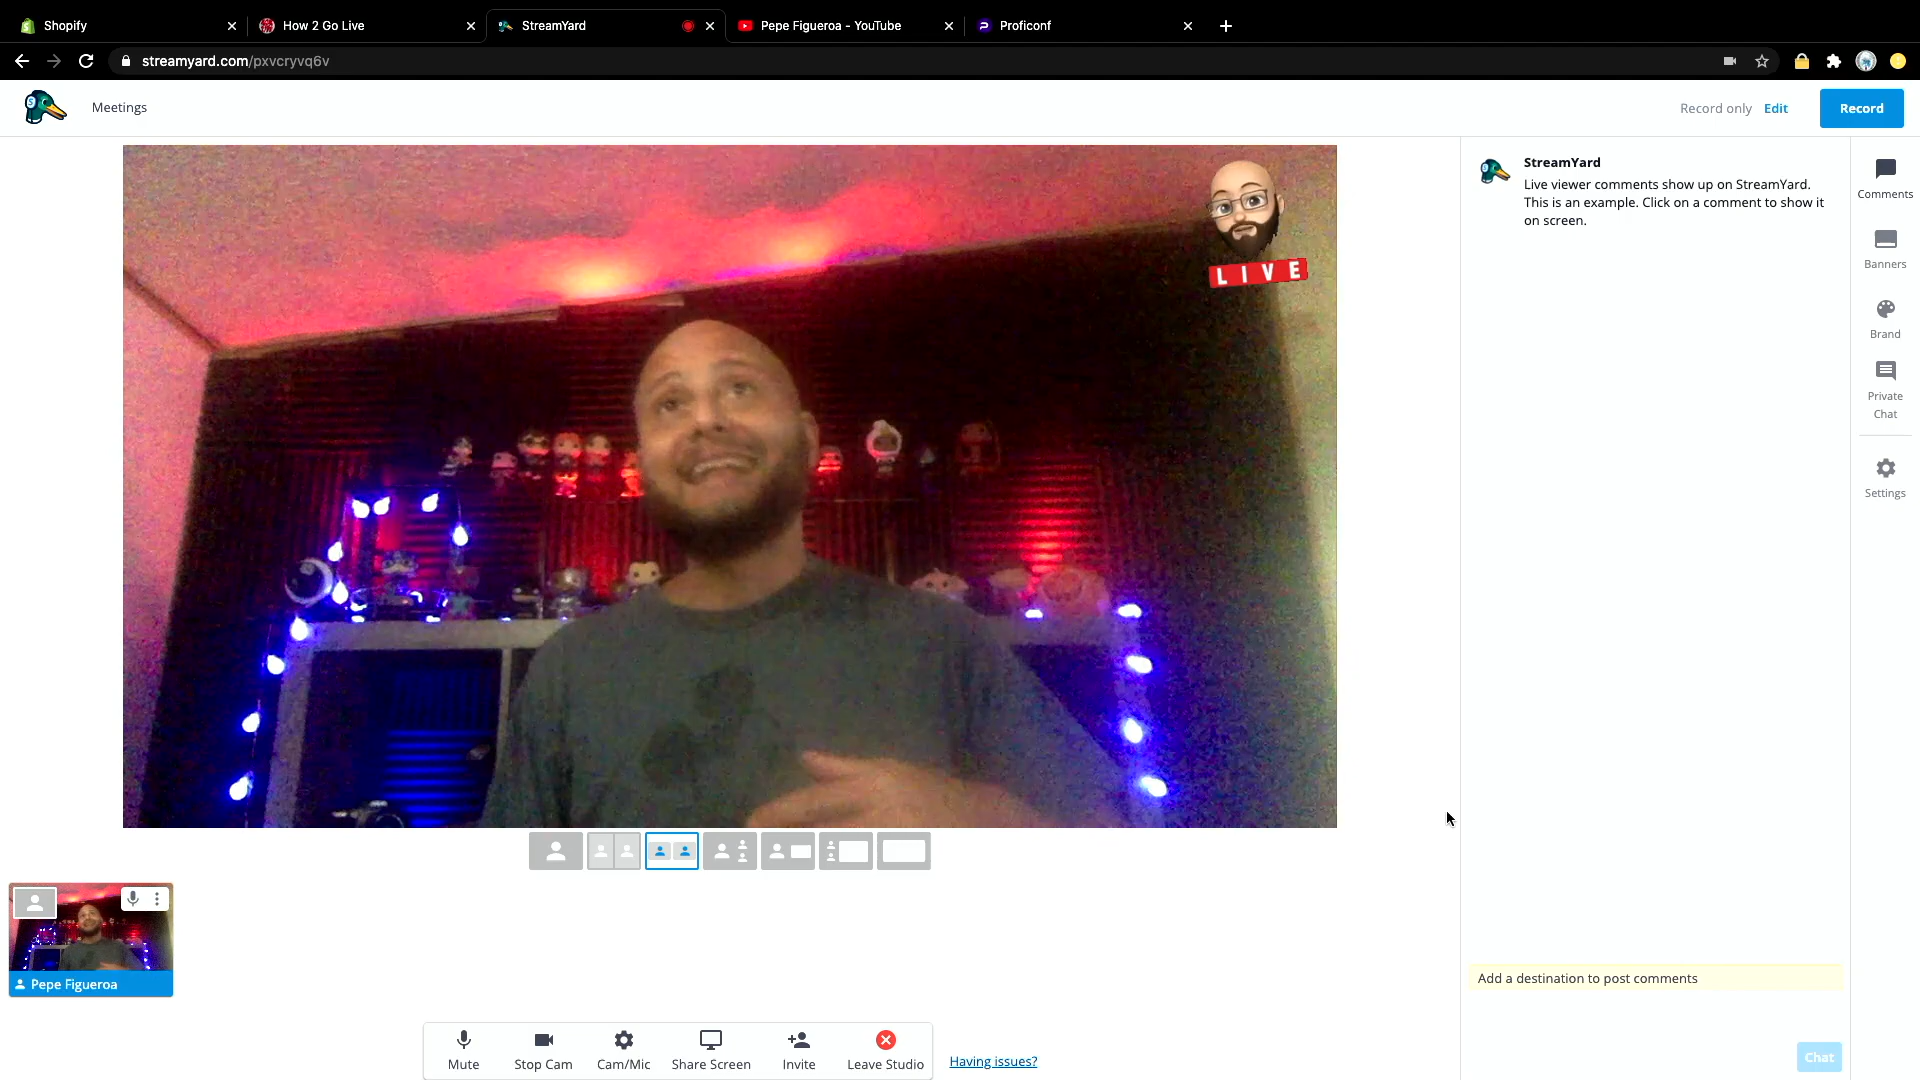 Shopify
How 2 Go Live
StreamYard
Pepe Figueroa - YouTube
Proficonf
streamyard.com/pxvcryvq6v
Meetings
Record only
Edit
Record
LIVE
StreamYard
Live viewer comments show up on StreamYard.
This is an example. Click on a comment to show it
on screen.
Comments
Banners
Brand
Private
Chat
Settings
Pepe Figueroa
Add a destination to post comments
Mute
Stop Cam
Cam/Mic
Share Screen
Invite
Leave Studio
Having issues?
Chat